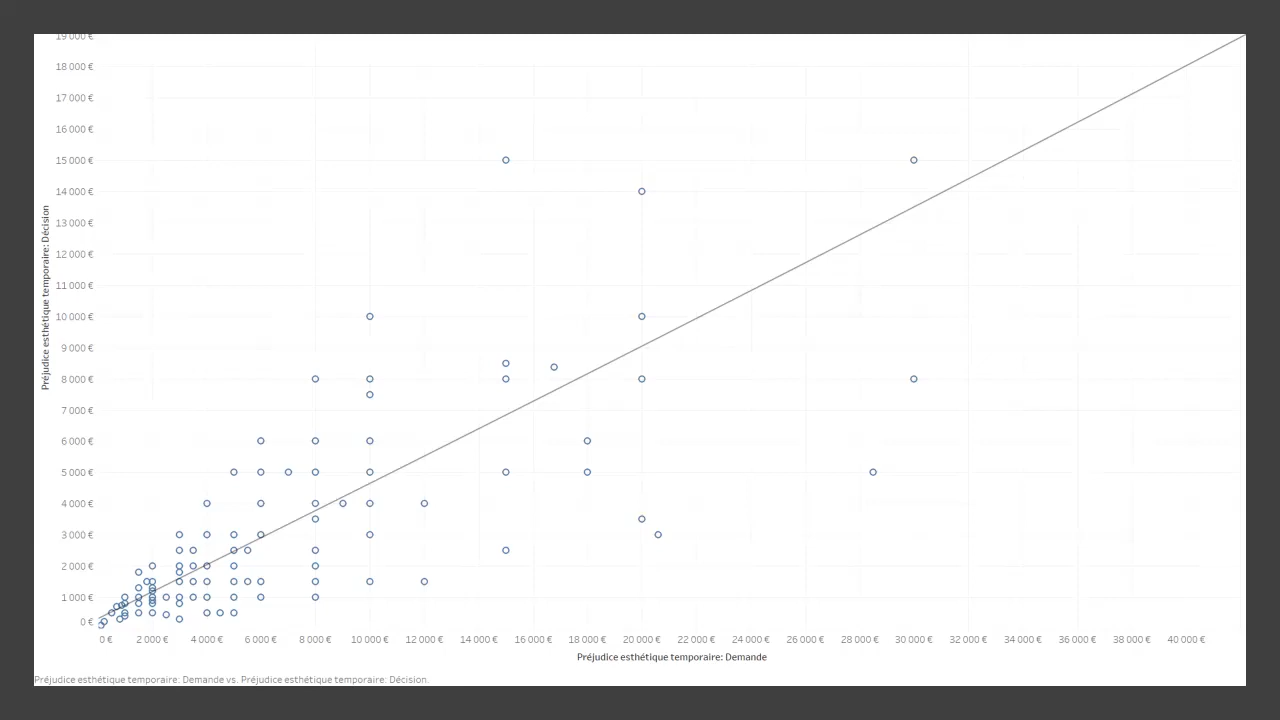 19 000 €
18 000 €
17 000 €
16 000 €
15 000 €
14 000 €
13 000 €
12 000 €
11 000 €
10 000 €
9 000 €
8 000 €
7 000 €
6 000 €
5 000 €
4 000 €
3 000 €
2 000 €
1 000 €
0 €
Préjudice esthétique temporaire: Décision
0 € 2 000 € 4 000 € 6 000 € 8 000 € 10 000 € 12 000 € 14 000 € 16 000 € 18 000 € 20 000 € 22 000 € 24 000 € 26 000 € 28 000 € 30 000 € 32 000 € 34 000 € 36 000 € 38 000 € 40 000 €
Préjudice esthétique temporaire: Demande
Préjudice esthétique temporaire: Demande vs. Préjudice esthétique temporaire: Décision.